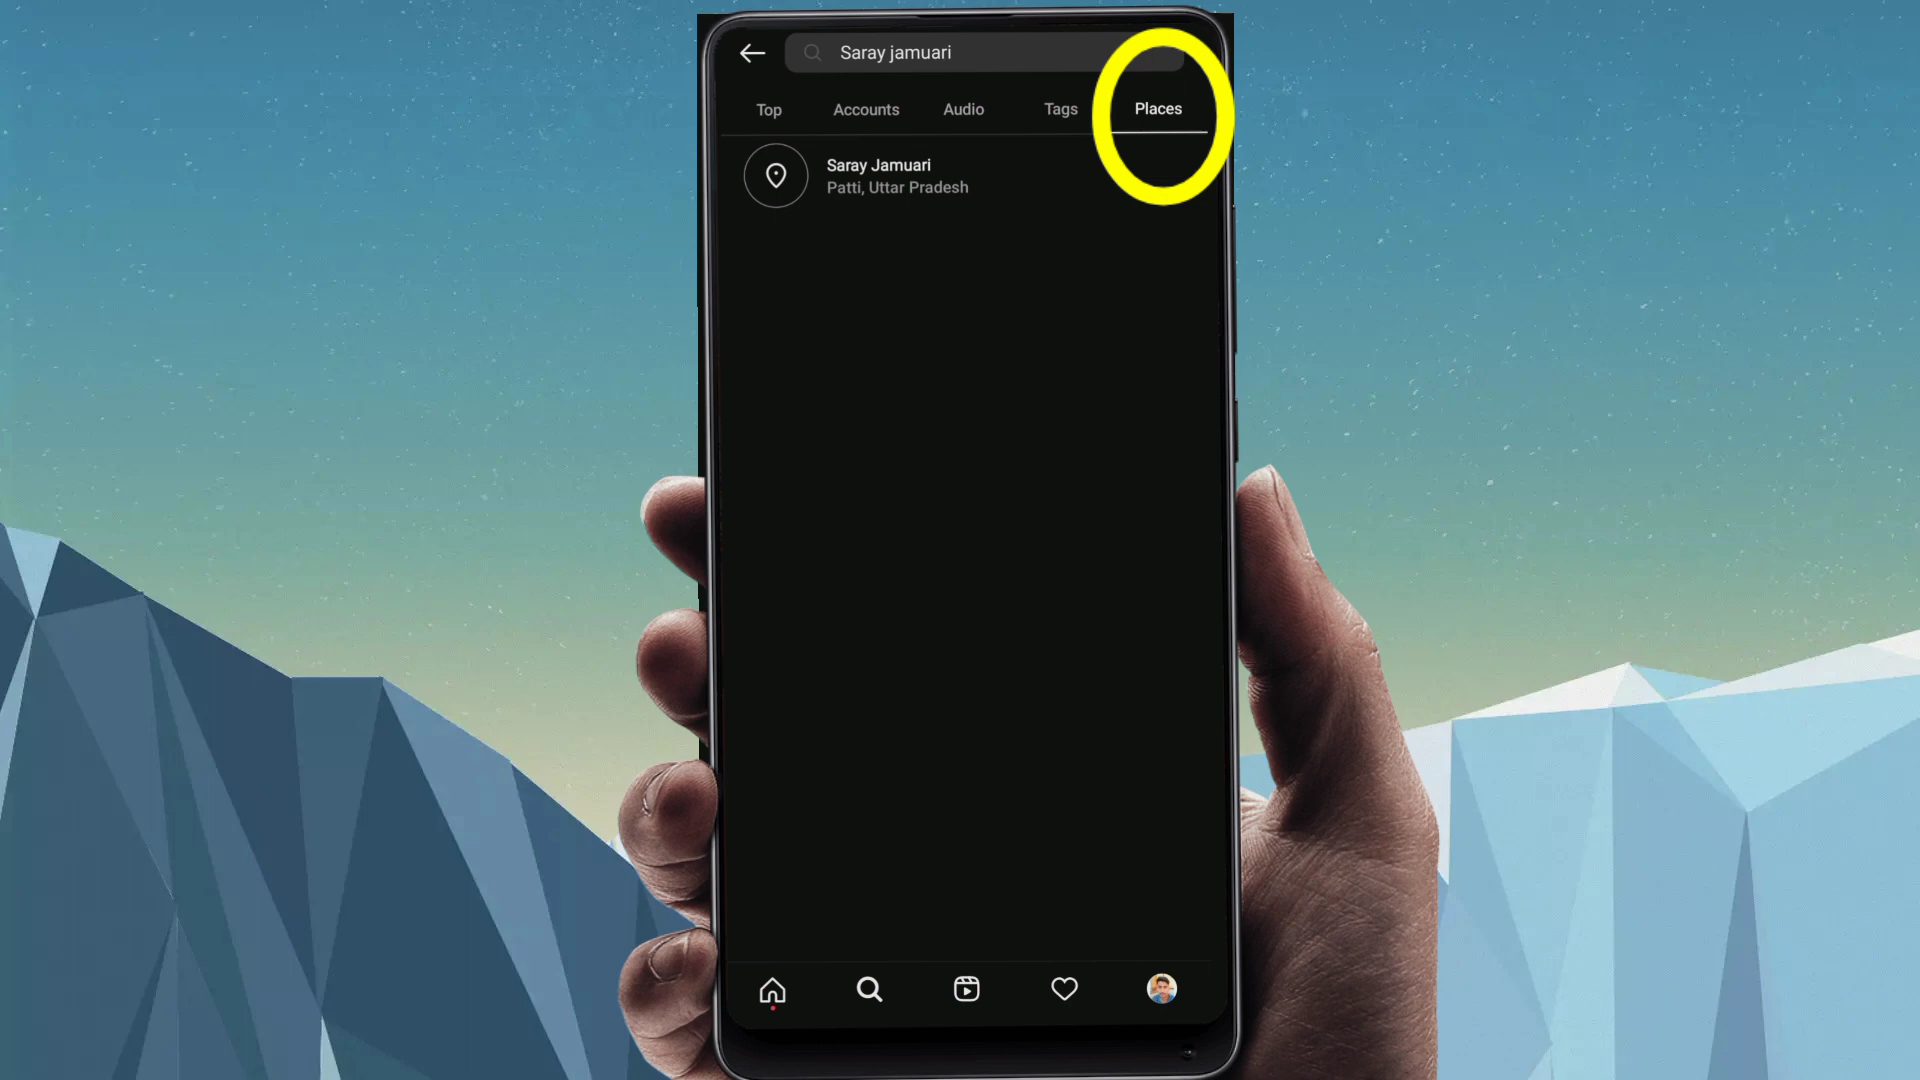 Saray jamuari
Top Accounts Audio Tags Places
Saray Jamuari
Patti, Uttar Pradesh